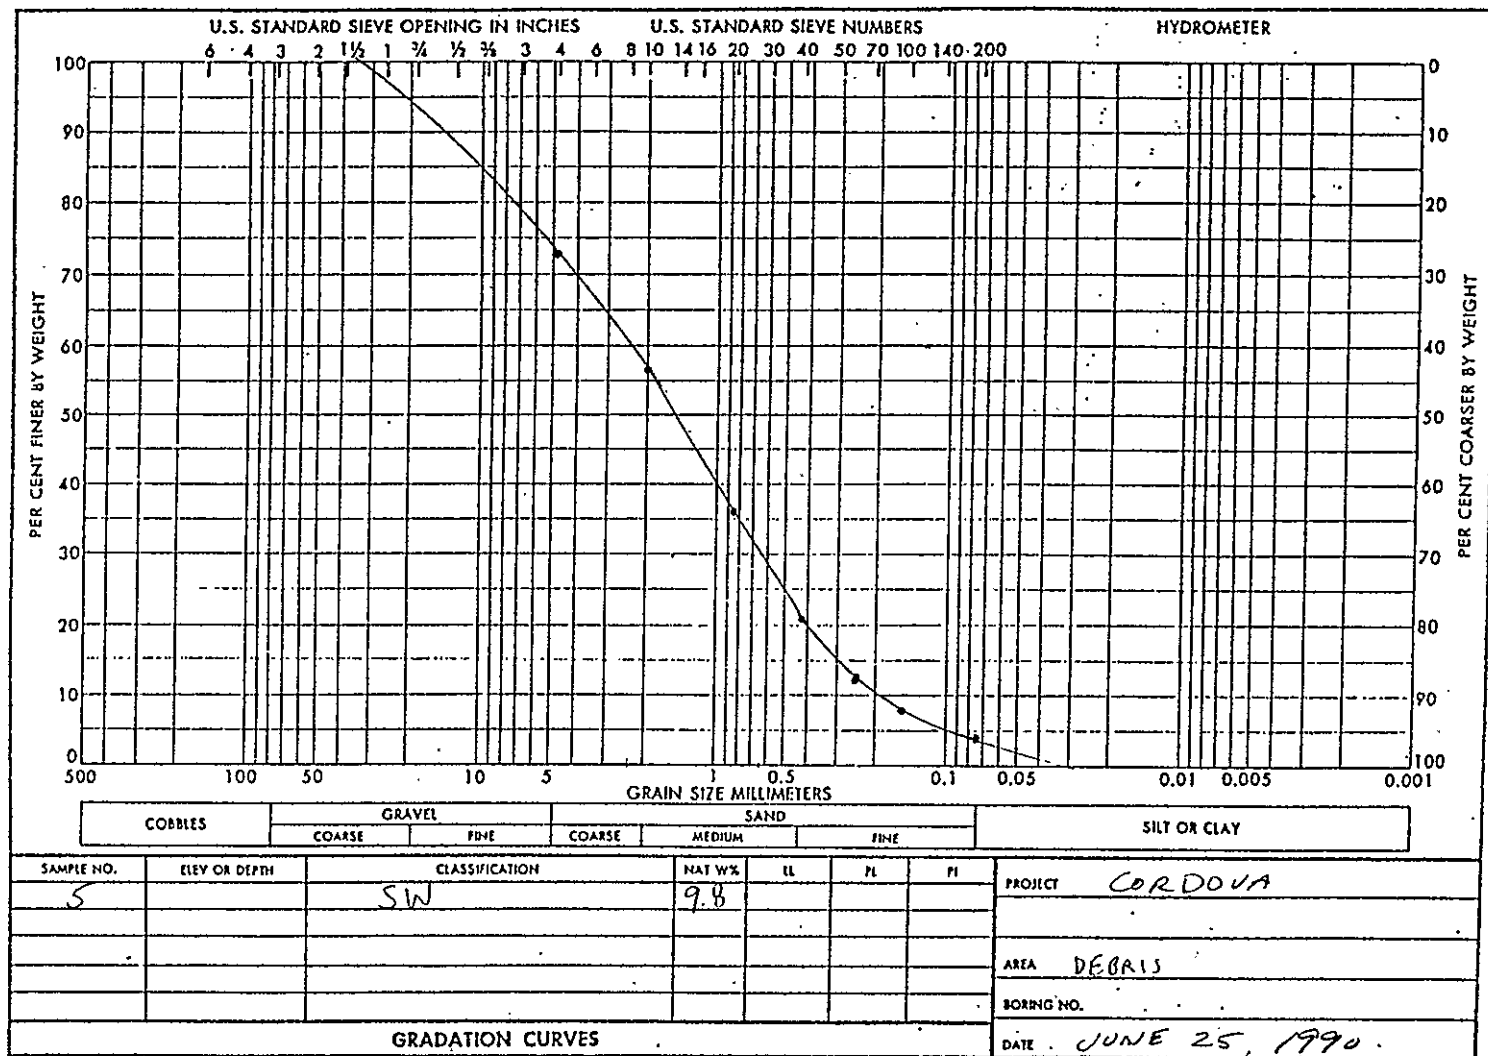 U.S. STANDARD SIEVE OPENING IN INCHES U.S. STANDARD SIEVE NUMBERS HYDROMETER
6 4 3 2 1½ 1 ¾ ½ ⅜ 3 4 6 8 10 14 16 20 30 40 50 70 100 140 200
100 0
90 10
80 20
70 30
60 40
50 50
40 60
30 70
20 80
10 90
0 100
PER CENT FINER BY WEIGHT
PER CENT COARSER BY WEIGHT
500 100 50 10 5 1 0.5 0.1 0.05 0.01 0.005 0.001
GRAIN SIZE MILLIMETERS
COBBLES GRAVEL SAND SILT OR CLAY
COARSE FINE COARSE MEDIUM FINE
SAMPLE NO. ELEV OR DEPTH CLASSIFICATION NAT W% LL PL PI
5 SW 9.8
PROJECT CORDOVA
AREA DEBRIS
BORING NO.
GRADATION CURVES
DATE JUNE 25, 1990.